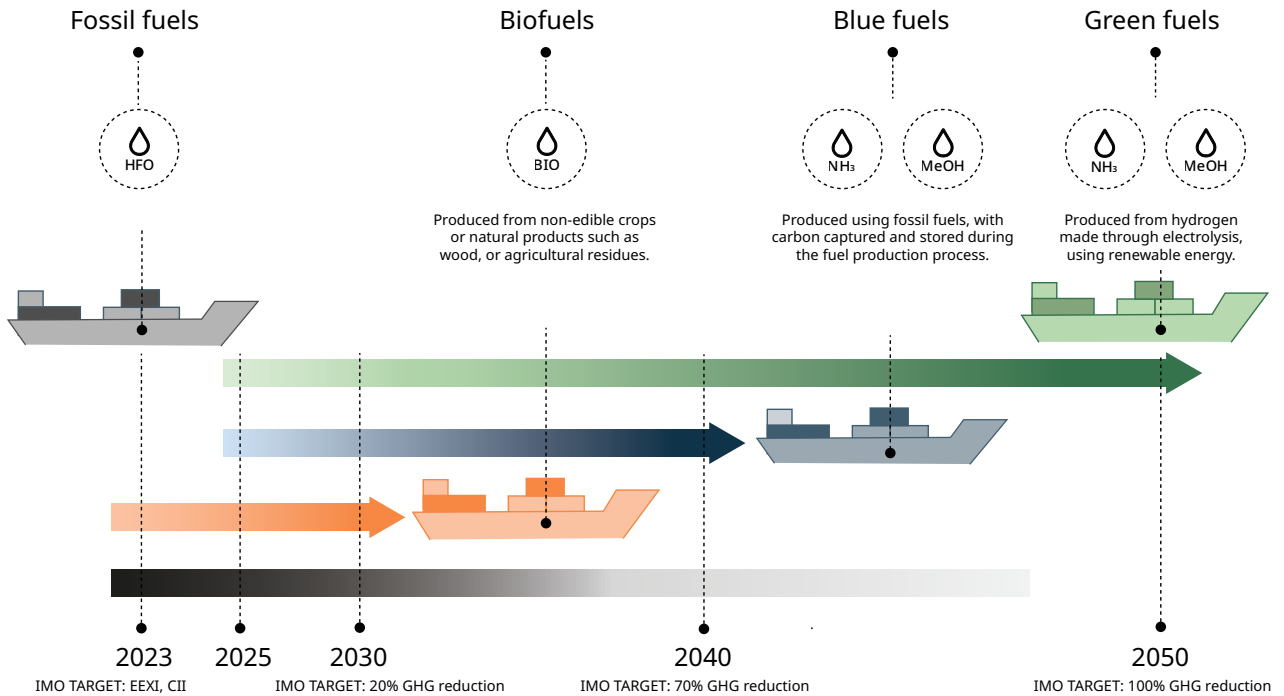 Fossil fuels
Biofuels
Blue fuels
Green fuels
HFO
BIO
NH₃
MeOH
NH₃
MeOH
Produced from non-edible crops
or natural products such as
wood, or agricultural residues.
Produced using fossil fuels, with
carbon captured and stored during
the fuel production process.
Produced from hydrogen
made through electrolysis,
using renewable energy.
2023
2025
2030
2040
2050
IMO TARGET: EEXI, CII
IMO TARGET: 20% GHG reduction
IMO TARGET: 70% GHG reduction
IMO TARGET: 100% GHG reduction